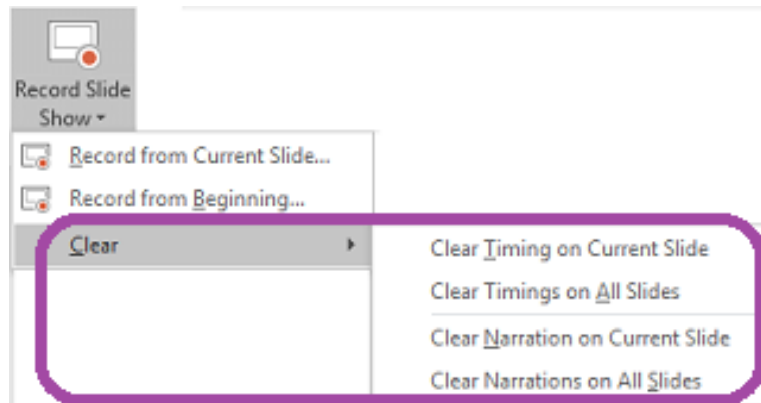 Record Slide
Show
Record from Current Slide...
Record from Beginning...
Clear
Clear Timing on Current Slide
Clear Timings on All Slides
Clear Narration on Current Slide
Clear Narrations on All Slides